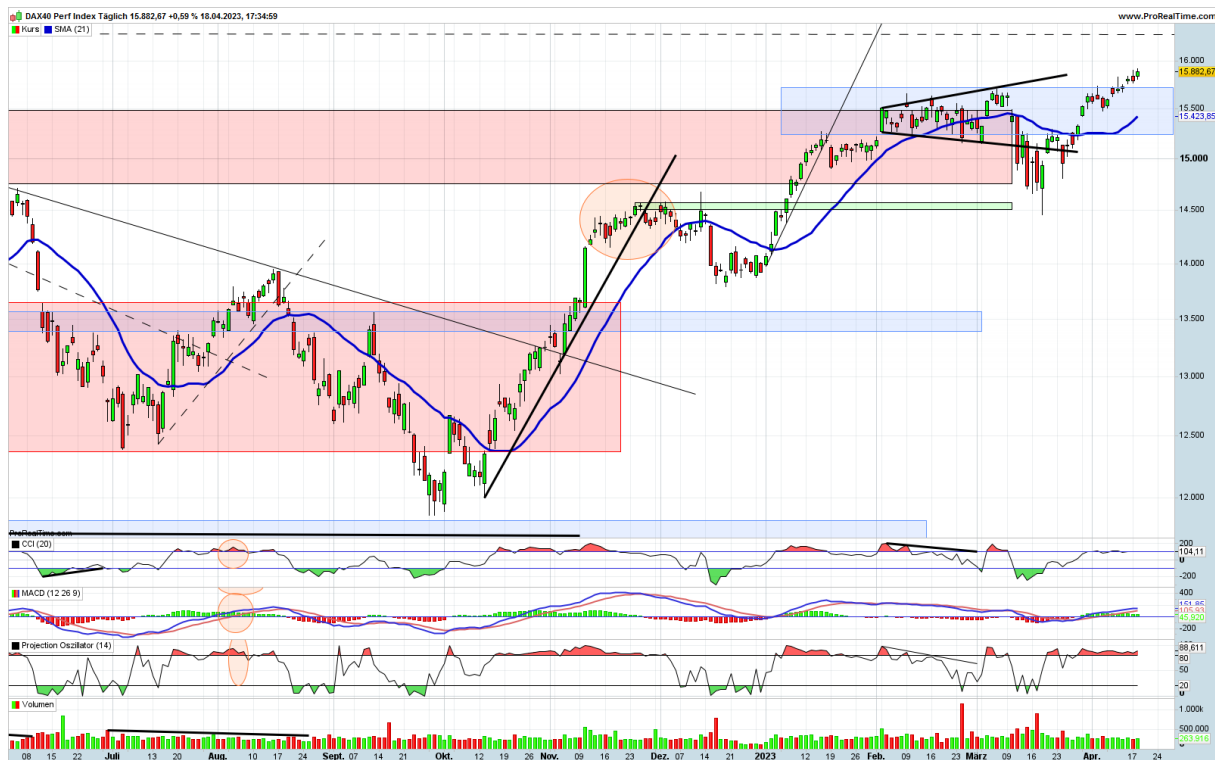 DAX40 Perf Index Täglich 15.882,67 +0,59 % 18.04.2023, 17:34:59
www.ProRealTime.com
Kurs SMA (21)
16.000
15.882,67
15.500
15.423,85
15.000
14.500
14.000
13.500
13.000
12.500
12.000
ProRealTime.com
CCI (20)
200
104,11
0
-200
MACD (12 26 9)
400
151,85
105,93
45,920
-200
Projection Oszillator (14)
88,611
80
50
20
0
Volumen
1 000k
500.000
263.916
0
09 15 22 Juli 13 20 Aug. 03 10 17 24 Sept. 07 14 21 Okt. 12 19 26 Nov. 09 16 23 Dez. 07 14 21 2023 12 19 26 Feb. 09 16 23 März 09 16 23 Apr. 17 24